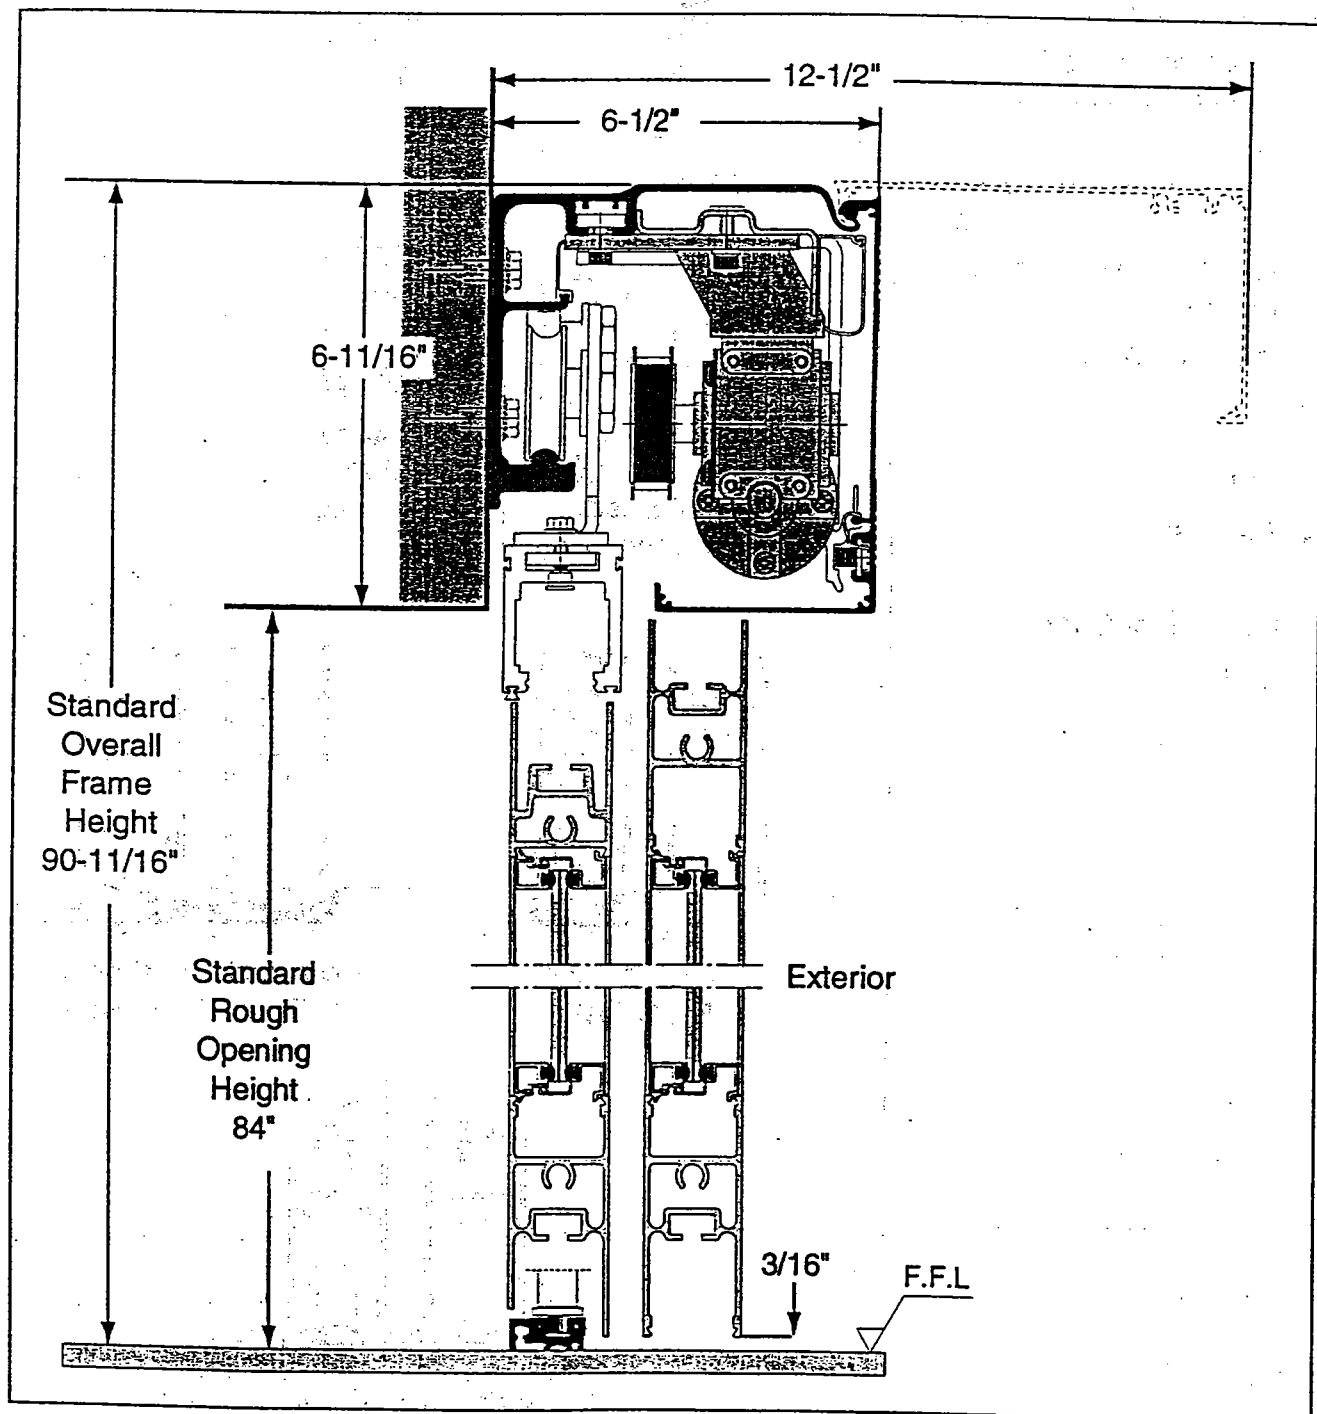 12-1/2"
6-1/2"
6-11/16"
Standard
Overall
Frame
Height
90-11/16"
Standard
Rough
Opening
Height
84"
Exterior
3/16"
F.F.L